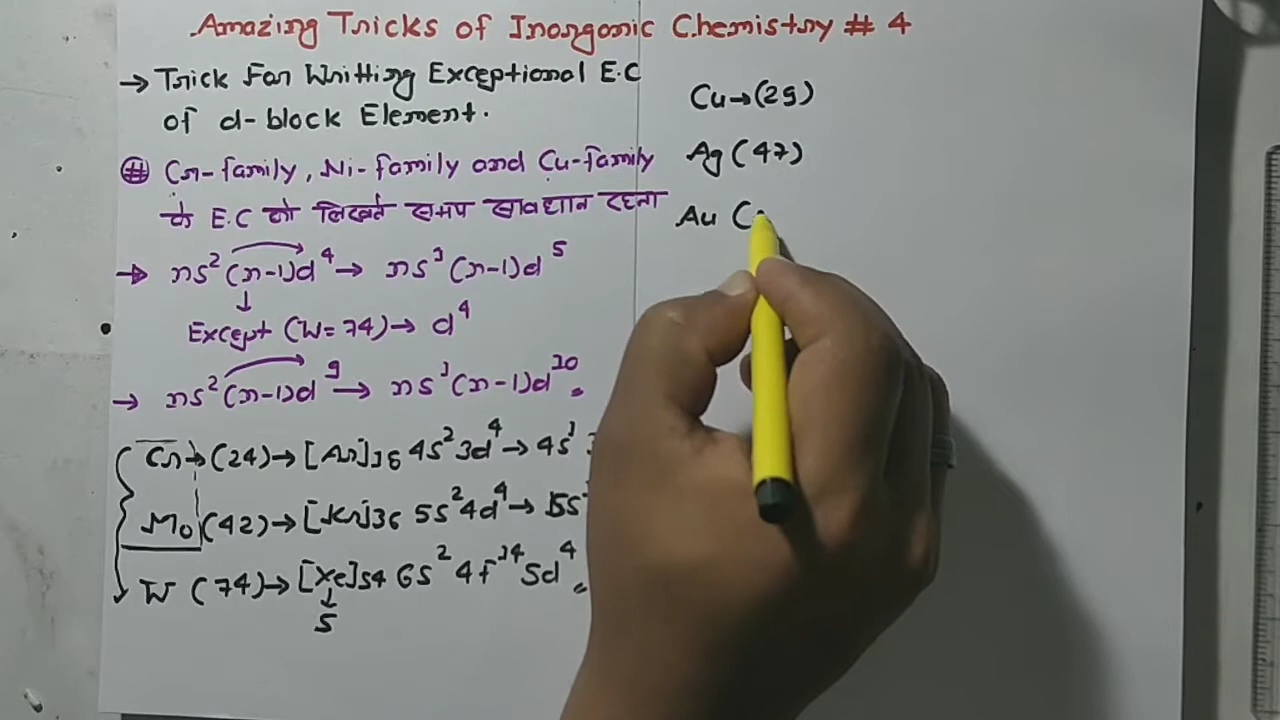 Amazing Tricks of Inorgonic Chemistry # 4
→ Trick For Writting Exceptional E.C
of d-block Element.
# Cr-family, Ni-family and Cu-family
के E.C को लिखते समय सावधान रहना
→ ns² (n-1)d⁴ → ns¹ (n-1)d⁵
↓
Except (W=74) → d⁴
→ ns² (n-1)d⁹ → ns¹ (n-1)d¹⁰
Cr → (24) → [Ar]₁₈ 4s² 3d⁴ → 4s¹
Mo (42) → [Kr]₃₆ 5s² 4d⁴ → 5s
W (74) → [Xe]₅₄ 6s² 4f¹⁴ 5d⁴
↓
5
Cu → (29)
Ag (47)
Au (